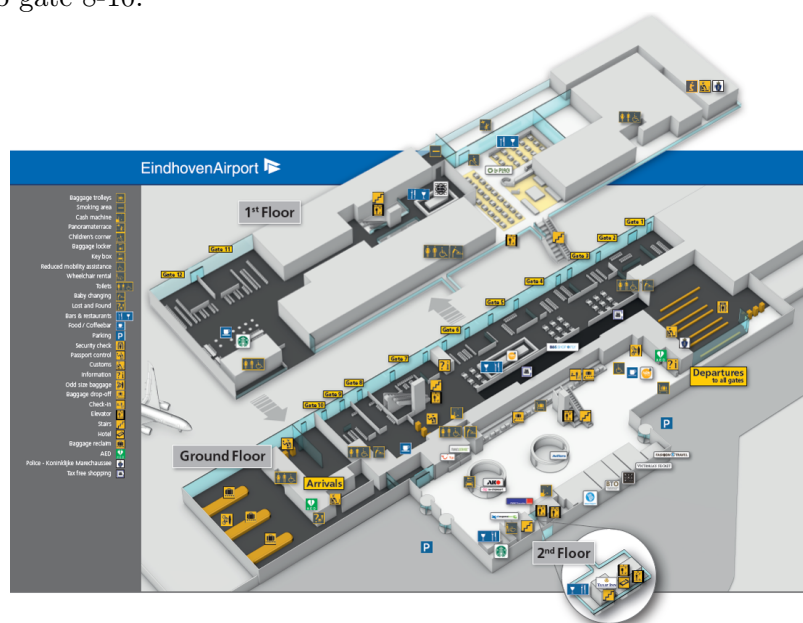 gate 8-10.
EindhovenAirport
Baggage trolleys
Smoking area
Cash machine
Panoramaterrace
Children's corner
Baggage locker
Key box
Reduced mobility assistance
Wheelchair rental
Toilets
Baby changing
Lost and Found
Bars & restaurants
Food / Coffeebar
Parking
Security check
Passport control
Customs
Information
Odd size baggage
Baggage drop-off
Check-in
Elevator
Stairs
Hotel
Baggage reclaim
AED
Police - Koninklijke Marechaussee
Tax free shopping
1st Floor
Gate 12
Gate 11
Gate 1
Gate 2
Gate 3
Gate 4
Gate 5
Gate 6
Gate 7
Gate 8
Gate 9
Gate 10
Departures
to all gates
Ground Floor
Arrivals
AKO
BTO
P
P
2nd Floor